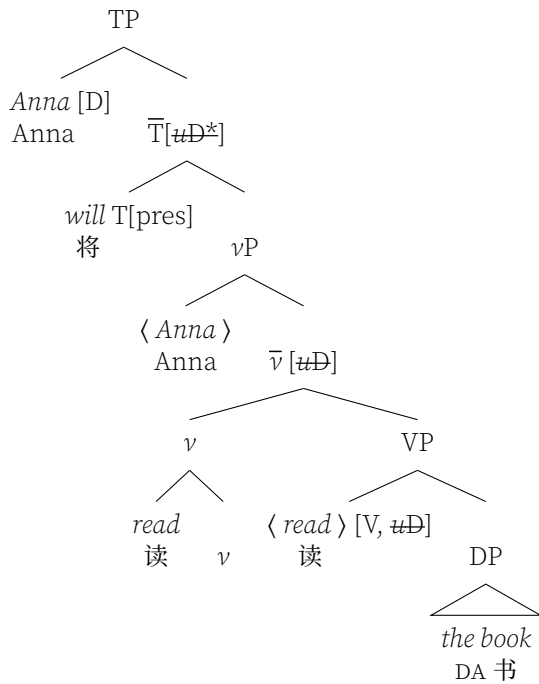 TP
Anna [D]
Anna
T̅[uD*]
will T[pres]
将
vP
⟨ Anna ⟩
Anna
v̅ [uD]
v
VP
read
读
v
⟨ read ⟩ [V, uD]
读
DP
the book
DA 书